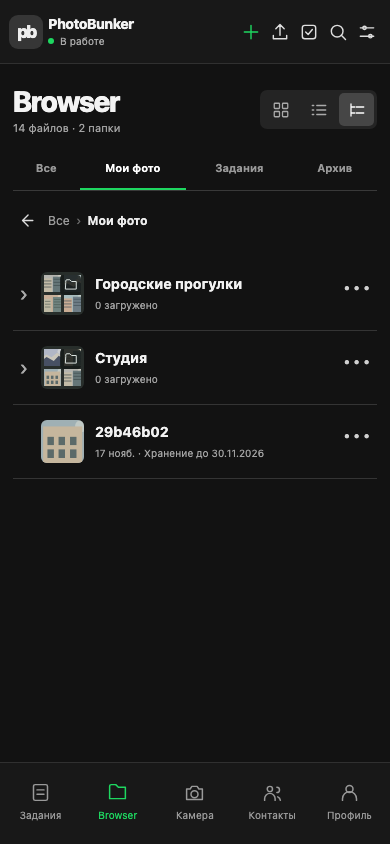 pb
PhotoBunker
В работе
Browser
14 файлов · 2 папки
Все
Мои фото
Задания
Архив
Все › Мои фото
Городские прогулки
0 загружено
Студия
0 загружено
29b46b02
17 нояб. · Хранение до 30.11.2026
Задания
Browser
Камера
Контакты
Профиль